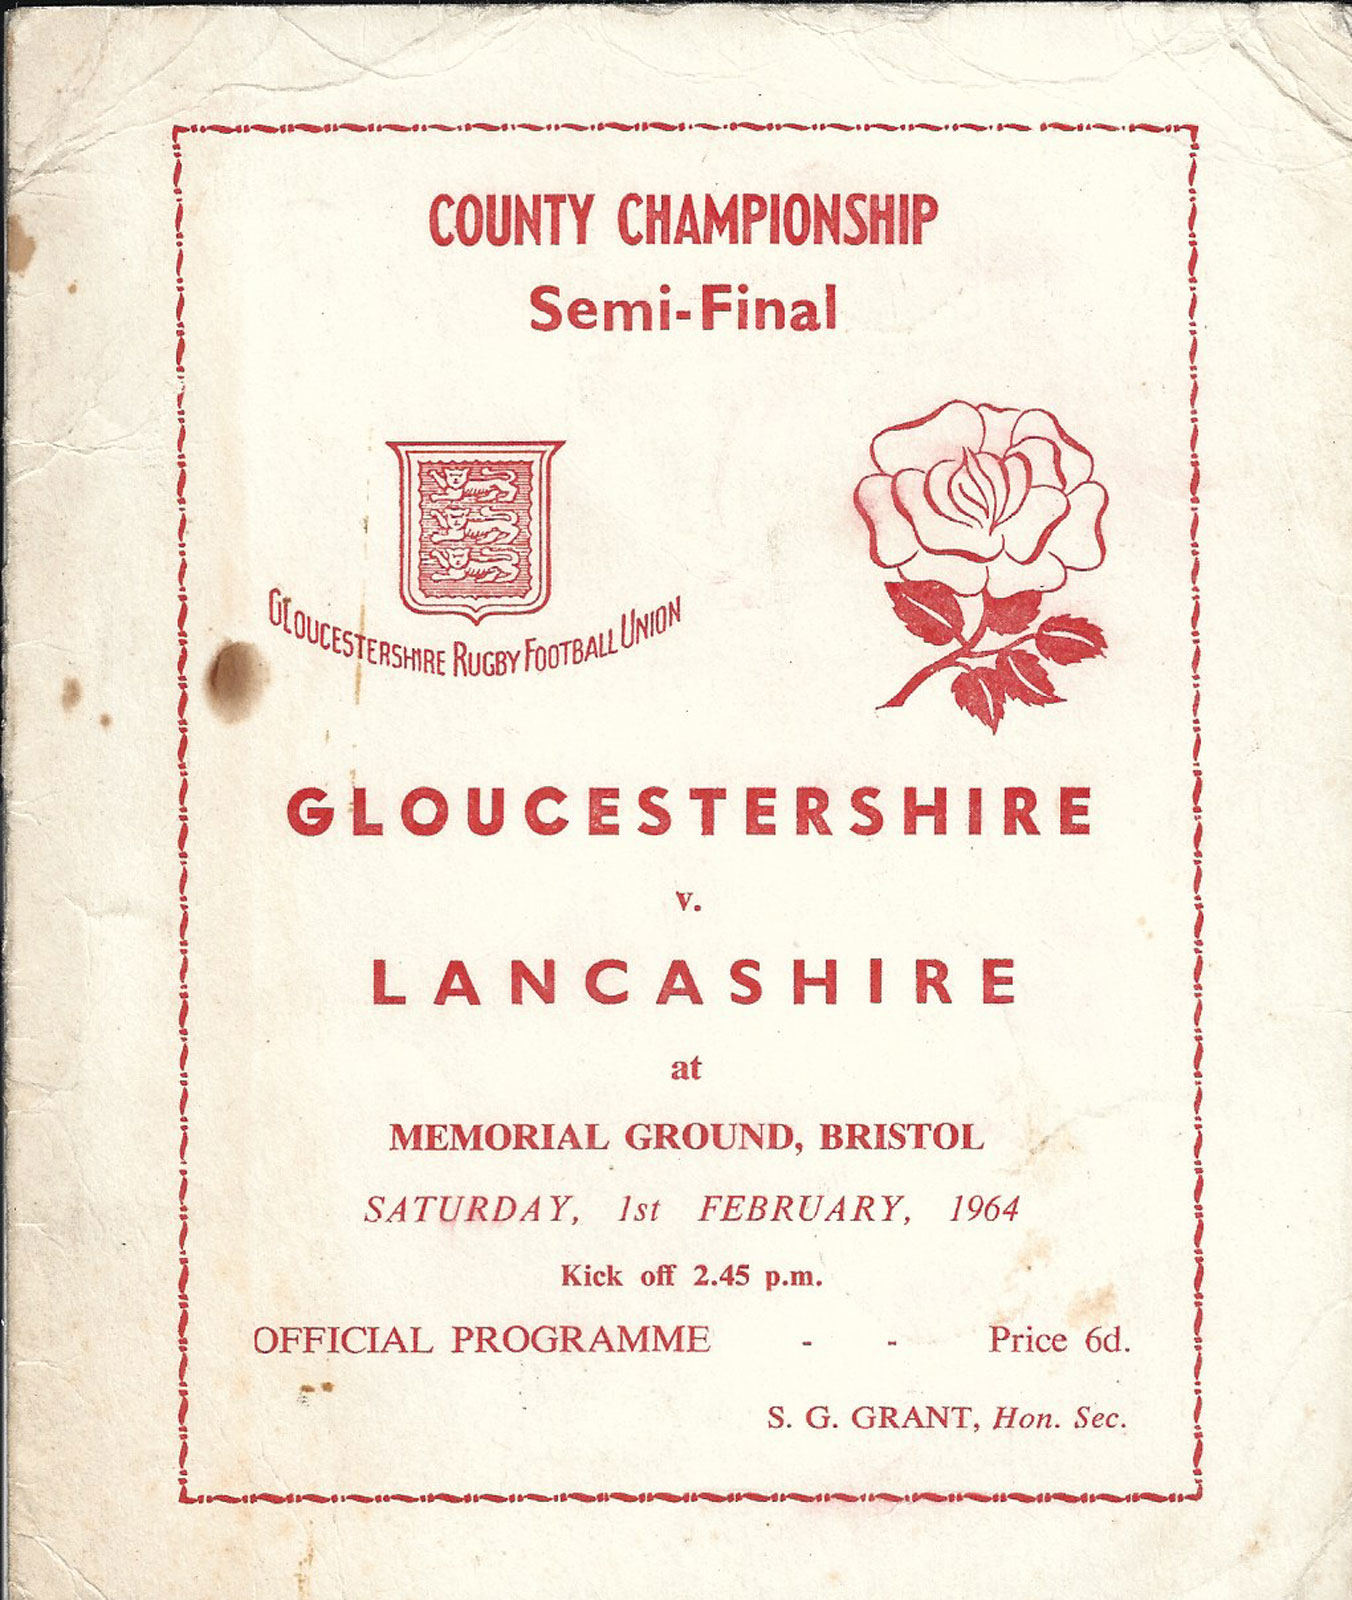 COUNTY CHAMPIONSHIP
Semi-Final
GLOUCESTERSHIRE RUGBY FOOTBALL UNION
GLOUCESTERSHIRE
v.
LANCASHIRE
at
MEMORIAL GROUND, BRISTOL
SATURDAY, 1st FEBRUARY, 1964
Kick off 2.45 p.m.
OFFICIAL PROGRAMME - - Price 6d.
S. G. GRANT, Hon. Sec.